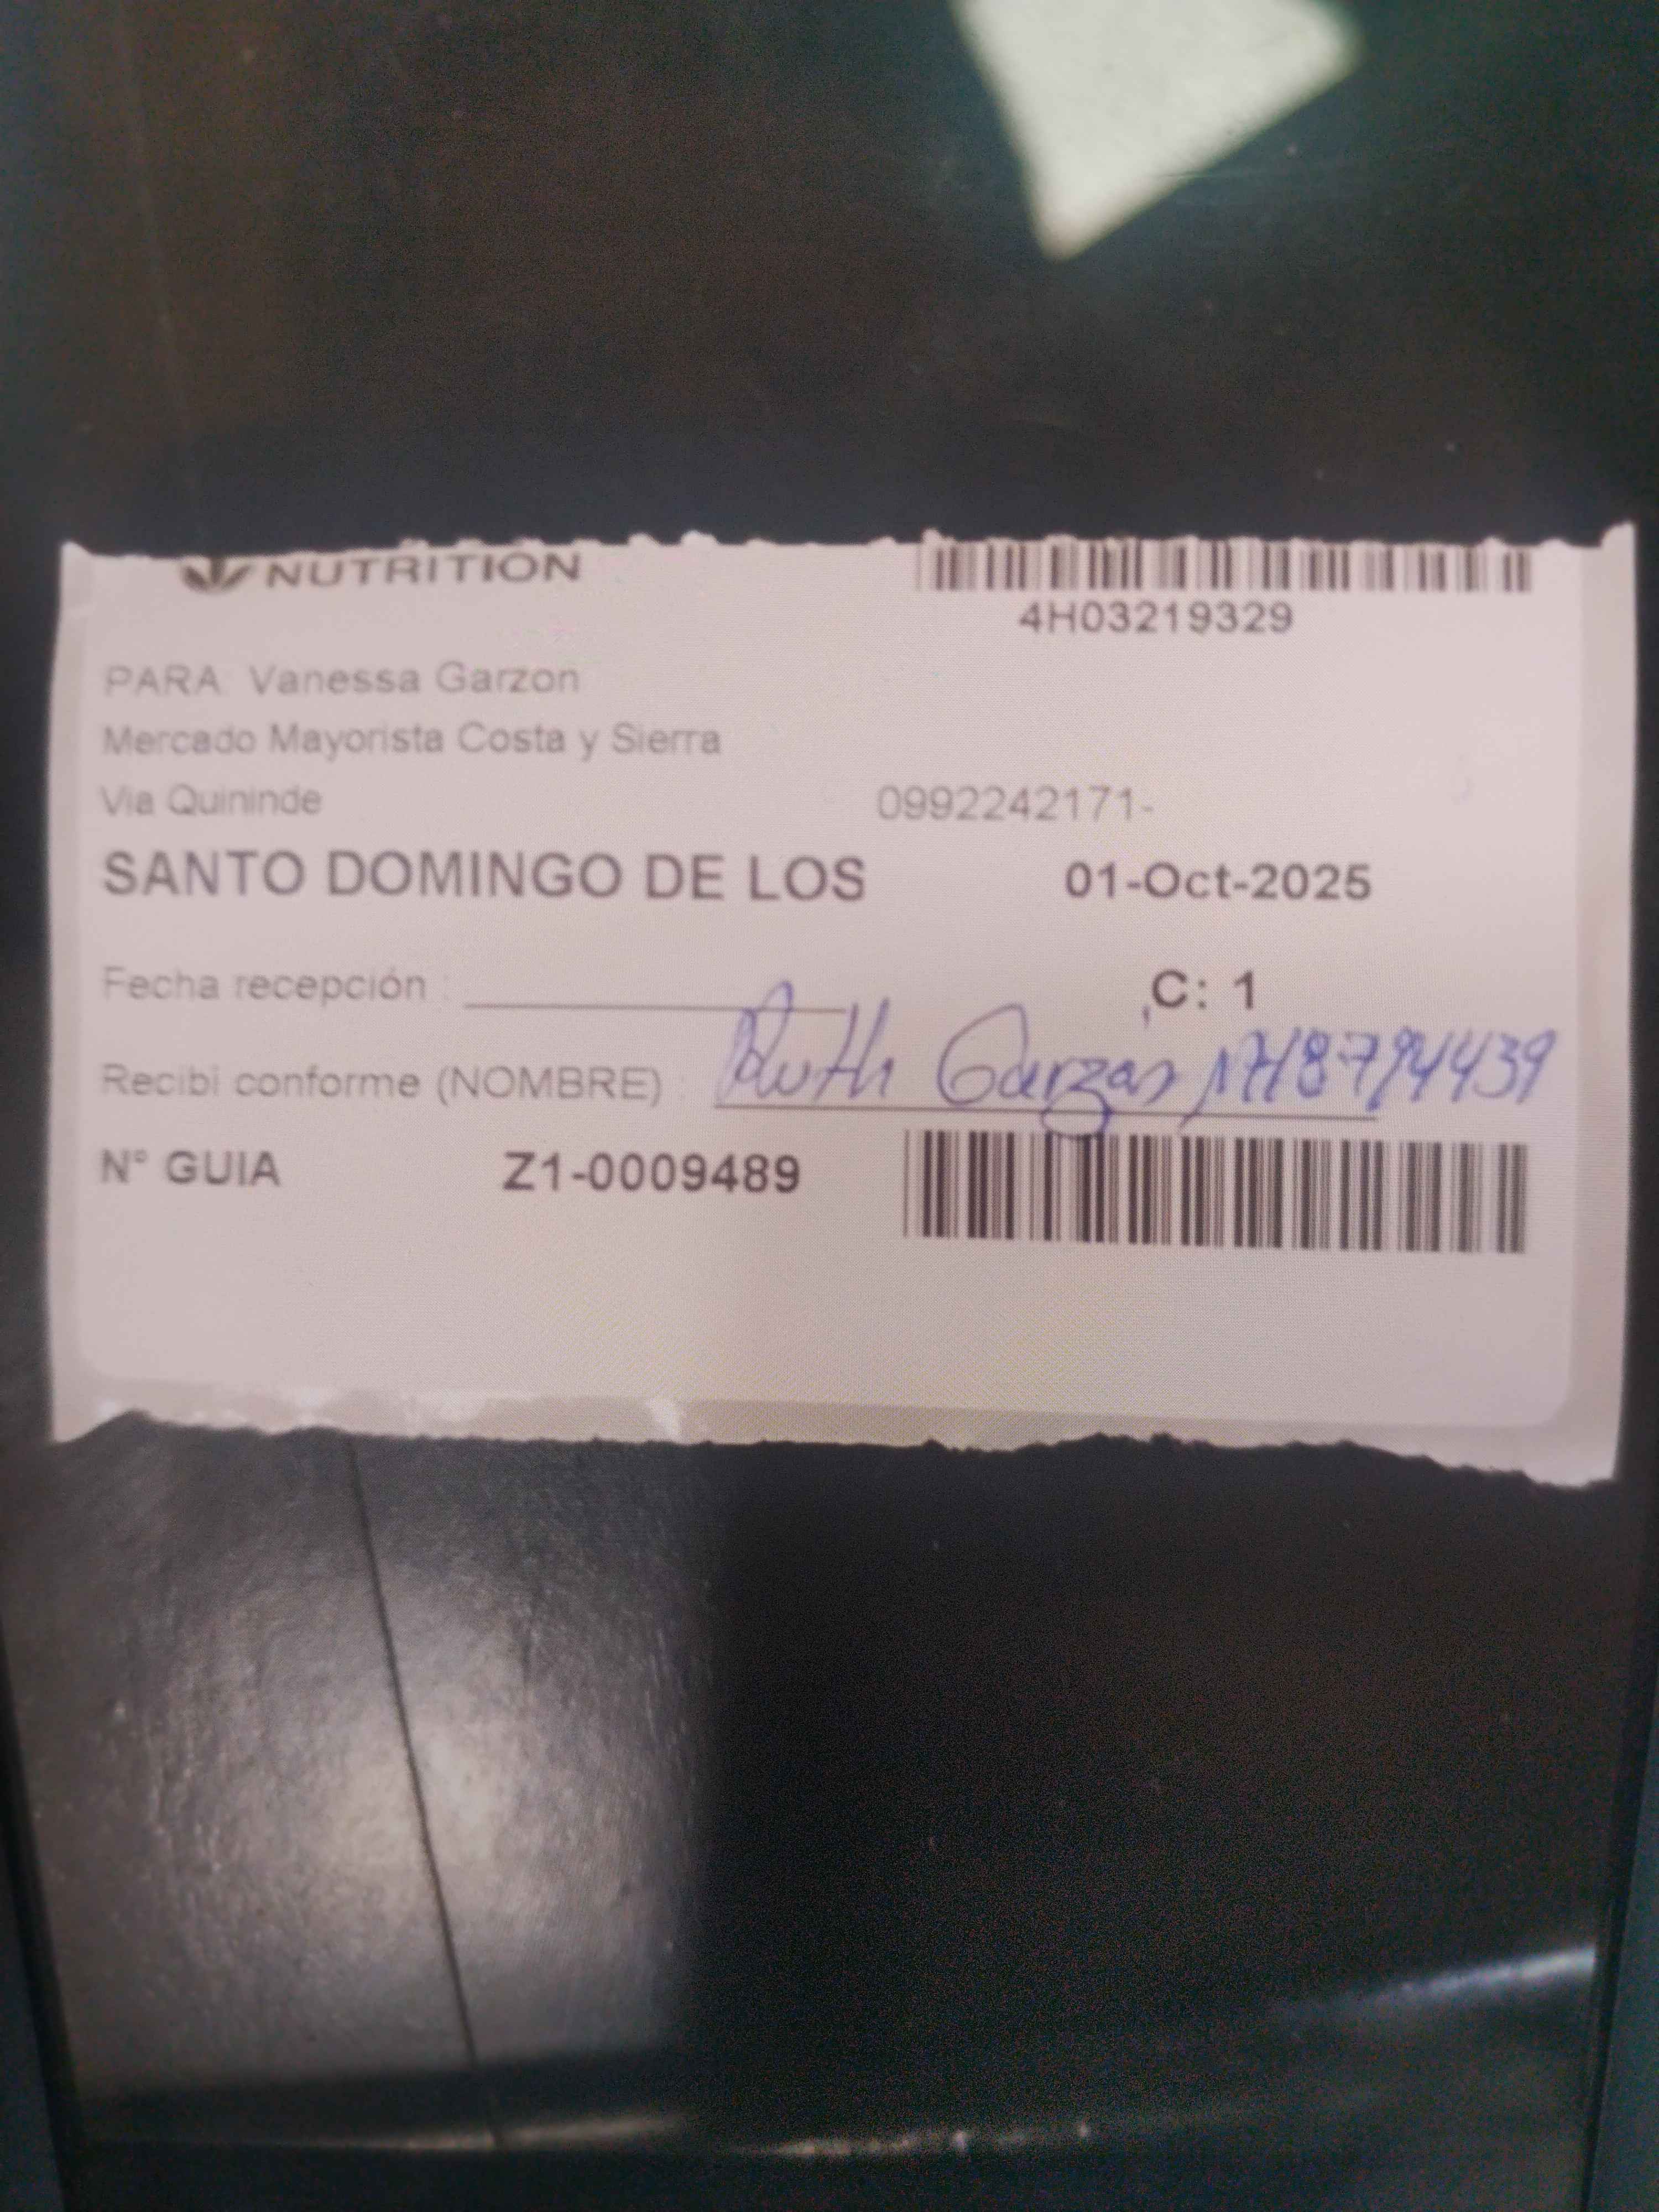 NUTRITION
4H03219329
PARA: Vanessa Garzon
Mercado Mayorista Costa y Sierra
Via Quininde 0992242171-
SANTO DOMINGO DE LOS 01-Oct-2025
Fecha recepción : C: 1
Recibi conforme (NOMBRE) : Ruth Garzon
N° GUIA Z1-0009489